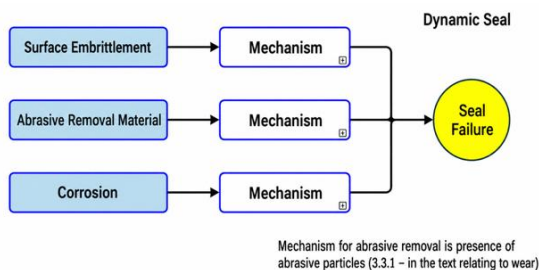 Dynamic Seal
Surface Embrittlement
Mechanism
Abrasive Removal Material
Mechanism
Seal
Failure
Corrosion
Mechanism
Mechanism for abrasive removal is presence of
abrasive particles (3.3.1 – in the text relating to wear)